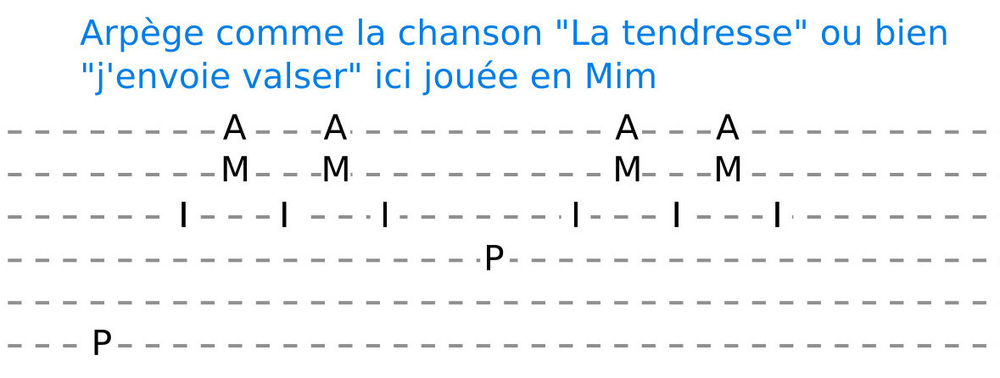 Arpège comme la chanson "La tendresse" ou bien
"j'envoie valser" ici jouée en Mim
A A A A
M M M M
I I I I I I
P
P